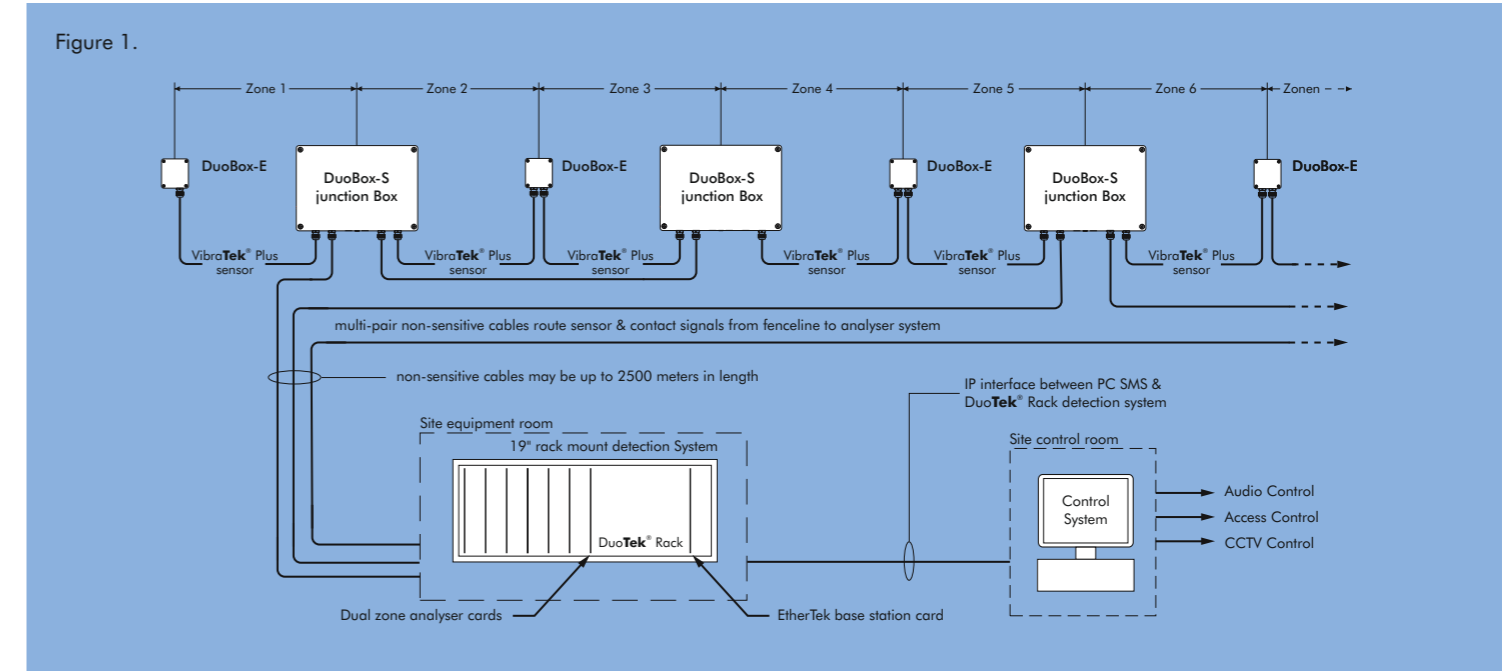 Figure 1.
Zone 1
Zone 2
Zone 3
Zone 4
Zone 5
Zone 6
Zonen
DuoBox-E
DuoBox-S
junction Box
DuoBox-E
DuoBox-S
junction Box
DuoBox-E
DuoBox-S
junction Box
DuoBox-E
VibraTek® Plus
sensor
VibraTek® Plus
sensor
VibraTek® Plus
sensor
VibraTek® Plus
sensor
VibraTek® Plus
sensor
VibraTek® Plus
sensor
multi-pair non-sensitive cables route sensor & contact signals from fenceline to analyser system
non-sensitive cables may be up to 2500 meters in length
IP interface between PC SMS &
DuoTek® Rack detection system
Site equipment room
19" rack mount detection System
DuoTek® Rack
Dual zone analyser cards
EtherTek base station card
Site control room
Control
System
Audio Control
Access Control
CCTV Control